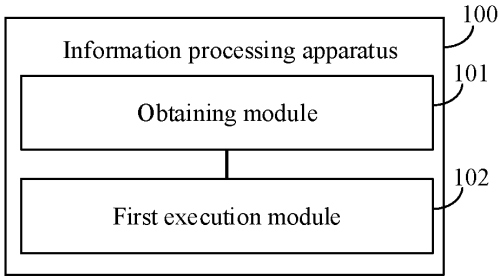 100
Information processing apparatus
101
Obtaining module
102
First execution module